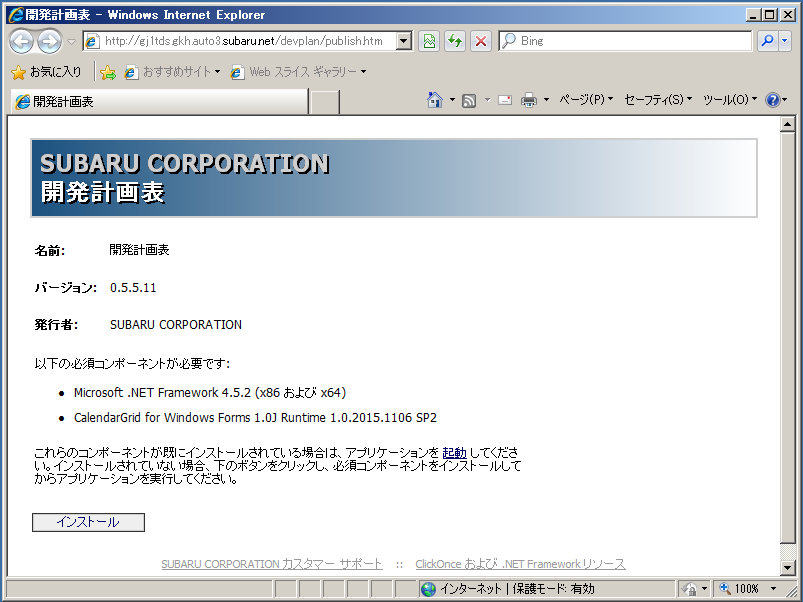 開発計画表 - Windows Internet Explorer
http://gj1tds.gkh.auto3.subaru.net/devplan/publish.htm
Bing
お気に入り
おすすめサイト
Web スライス ギャラリー
開発計画表
ページ(P)
セーフティ(S)
ツール(O)
SUBARU CORPORATION
開発計画表
名前: 開発計画表
バージョン: 0.5.5.11
発行者: SUBARU CORPORATION
以下の必須コンポーネントが必要です:
• Microsoft .NET Framework 4.5.2 (x86 および x64)
• CalendarGrid for Windows Forms 1.0J Runtime 1.0.2015.1106 SP2
これらのコンポーネントが既にインストールされている場合は、アプリケーションを 起動 してくださ
い。インストールされていない場合、下のボタンをクリックし、必須コンポーネントをインストールして
からアプリケーションを実行してください。
インストール
SUBARU CORPORATION カスタマー サポート :: ClickOnce および .NET Framework リソース
インターネット | 保護モード: 有効
100%